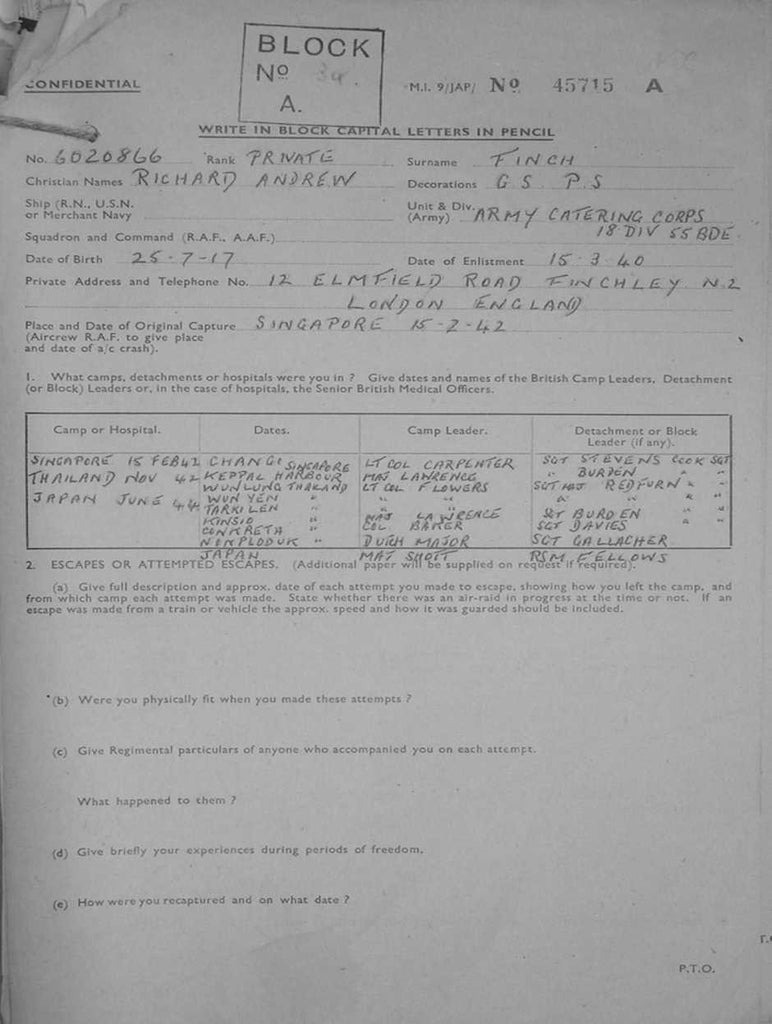 BLOCK
Nº
A.
CONFIDENTIAL
M.I. 9/JAP/ Nº 45715 A
WRITE IN BLOCK CAPITAL LETTERS IN PENCIL
No. 6020866 Rank PRIVATE Surname FINCH
Christian Names RICHARD ANDREW Decorations G S. P.S
Ship (R.N., U.S.N. or Merchant Navy Unit & Div. (Army) ARMY CATERING CORPS
18 DIV 55 BDE.
Squadron and Command (R.A.F., A.A.F.)
Date of Birth 25-7-17 Date of Enlistment 15-3-40
Private Address and Telephone No. 12 ELMFIELD ROAD FINCHLEY N.2
LONDON ENGLAND
Place and Date of Original Capture SINGAPORE 15-2-42
(Aircrew R.A.F. to give place
and date of a/c crash).
1. What camps, detachments or hospitals were you in ? Give dates and names of the British Camp Leaders, Detachment
(or Block) Leaders or, in the case of hospitals, the Senior British Medical Officers.
Camp or Hospital. Dates. Camp Leader. Detachment or Block
Leader (if any).
SINGAPORE 15 FEB 42 CHANGI SINGAPORE LT COL CARPENTER SGT STEVENS COOK SGT
THAILAND NOV 42 KEPPAL HARBOUR MAJ LAWRENCE " BURDEN " "
WUNLUNG THAILAND LT COL FLOWERS SGT MAJ REDFURN " "
JAPAN JUNE 44 WUN YEN " " " " " " "
TARKILEN " MAJ LAWRENCE SGT BURDEN " "
KINSIO " COL BAKER SGT DAVIES
CONKRETA " DUTCH MAJOR SGT GALLACHER
NONPLODUK "
JAPAN MAJ SHOTT RSM FELLOWS
2. ESCAPES OR ATTEMPTED ESCAPES. (Additional paper will be supplied on request if required).
(a) Give full description and approx. date of each attempt you made to escape, showing how you left the camp, and
from which camp each attempt was made. State whether there was an air-raid in progress at the time or not. If an
escape was made from a train or vehicle the approx. speed and how it was guarded should be included.
(b) Were you physically fit when you made these attempts ?
(c) Give Regimental particulars of anyone who accompanied you on each attempt.
What happened to them ?
(d) Give briefly your experiences during periods of freedom.
(e) How were you recaptured and on what date ?
P.T.O.